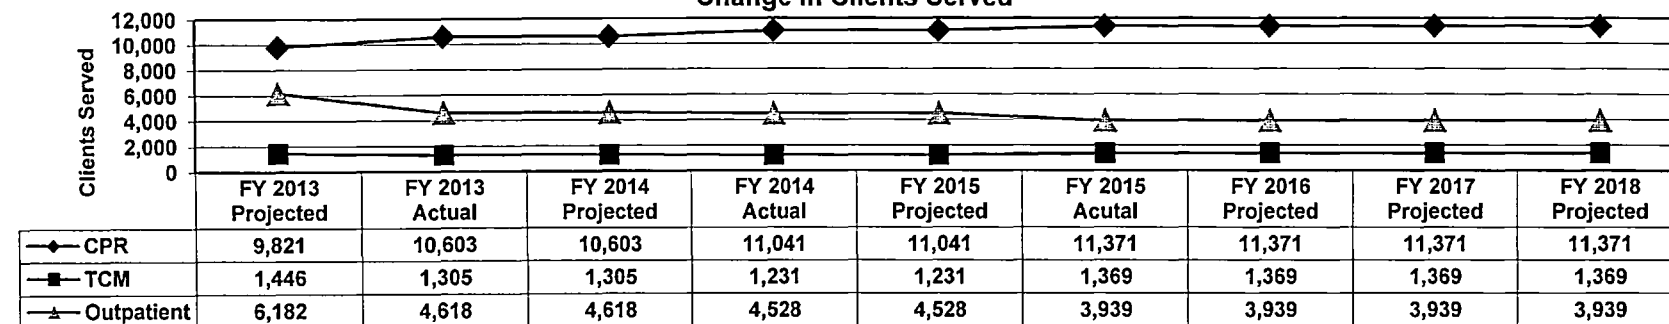 Change in Clients Served
Clients Served
12,000
10,000
8,000
6,000
4,000
2,000
0
FY 2013 Projected FY 2013 Actual FY 2014 Projected FY 2014 Actual FY 2015 Projected FY 2015 Acutal FY 2016 Projected FY 2017 Projected FY 2018 Projected
CPR 9,821 10,603 10,603 11,041 11,041 11,371 11,371 11,371 11,371
TCM 1,446 1,305 1,305 1,231 1,231 1,369 1,369 1,369 1,369
Outpatient 6,182 4,618 4,618 4,528 4,528 3,939 3,939 3,939 3,939